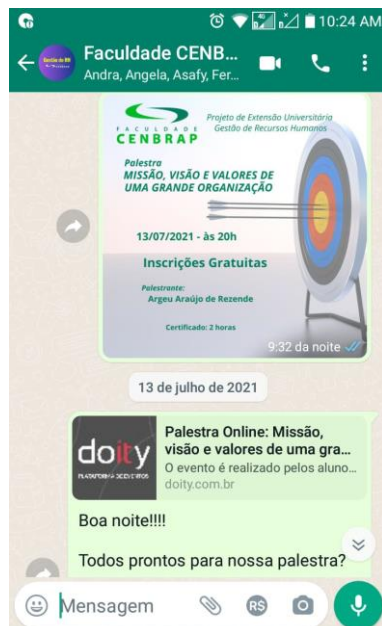 10:24 AM
Faculdade CENB...
Andra, Angela, Asafy, Fer...
FACULDADE
CENBRAP
Projeto de Extensão Universitária
Gestão de Recursos Humanos
Palestra
MISSÃO, VISÃO E VALORES DE
UMA GRANDE ORGANIZAÇÃO
13/07/2021 - às 20h
Inscrições Gratuitas
Palestrante:
Argeu Araújo de Rezende
Certificado: 2 horas
9:32 da noite
13 de julho de 2021
doity
PLATAFORMA DE EVENTOS
Palestra Online: Missão,
visão e valores de uma gra...
O evento é realizado pelos aluno...
doity.com.br
Boa noite!!!!
Todos prontos para nossa palestra?
Mensagem
R$